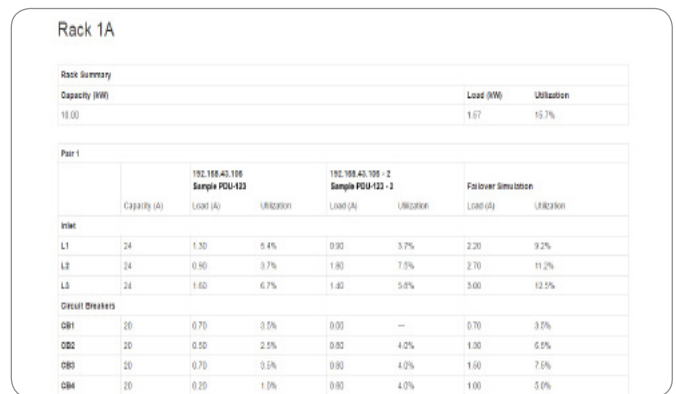 Rack 1A
Rack Summary
Capacity (kW) Load (kW) Utilization
10.00 1.67 16.7%
Pair 1
192.168.43.106 192.168.43.106 - 2
Sample PDU-123 Sample PDU-123 - 2 Failover Simulation
Capacity (A) Load (A) Utilization Load (A) Utilization Load (A) Utilization
Inlet
L1 24 1.30 5.4% 0.90 3.7% 2.20 9.2%
L2 24 0.90 3.7% 1.80 7.5% 2.70 11.2%
L3 24 1.60 6.7% 1.40 5.8% 3.00 12.5%
Circuit Breakers
CB1 20 0.70 3.5% 0.00 — 0.70 3.5%
CB2 20 0.50 2.5% 0.80 4.0% 1.30 6.5%
CB3 20 0.70 3.5% 0.80 4.0% 1.50 7.5%
CB4 20 0.20 1.0% 0.80 4.0% 1.00 5.0%